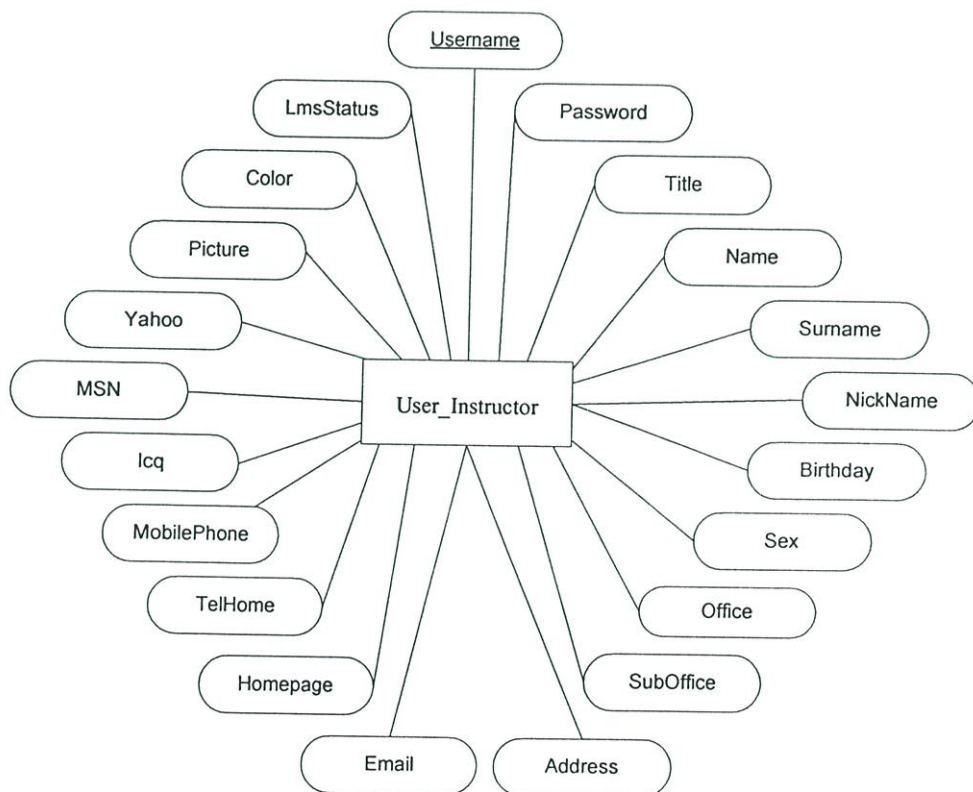 Username
LmsStatus
Password
Color
Title
Picture
Name
Yahoo
Surname
MSN
User_Instructor
NickName
Icq
Birthday
MobilePhone
Sex
TelHome
Office
Homepage
SubOffice
Email
Address